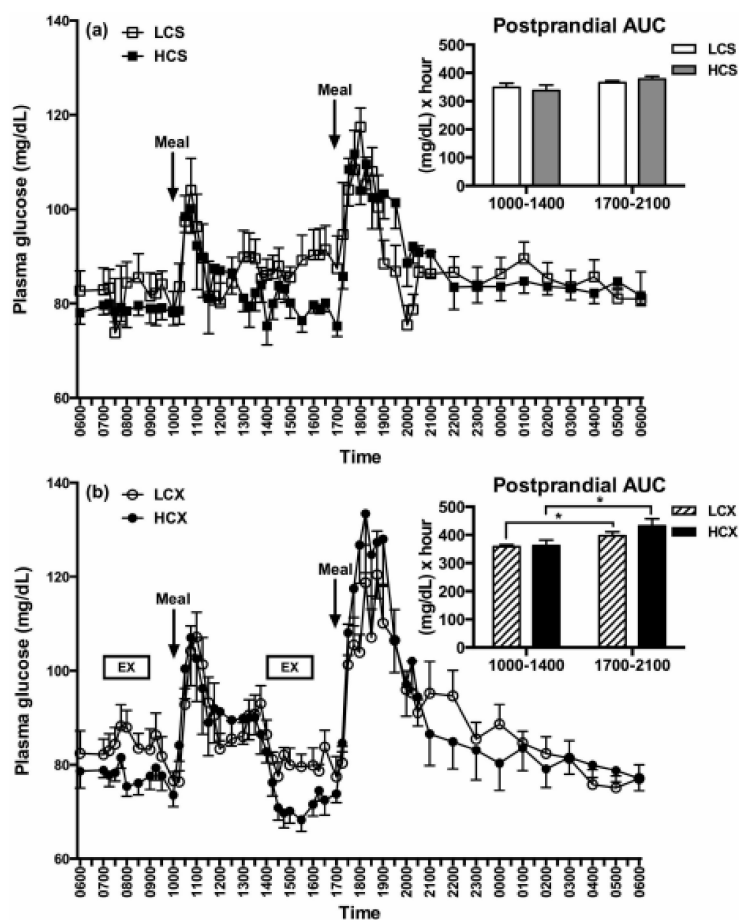 (a)
LCS
HCS
Postprandial AUC
LCS
HCS
(mg/dL) x hour
500
400
300
200
100
0
1000-1400
1700-2100
Plasma glucose (mg/dL)
140
120
100
80
60
Meal
Meal
0600 0700 0800 0900 1000 1100 1200 1300 1400 1500 1600 1700 1800 1900 2000 2100 2200 2300 0000 0100 0200 0300 0400 0500 0600
Time
(b)
LCX
HCX
Postprandial AUC
LCX
HCX
(mg/dL) x hour
500
400
300
200
100
0
*
*
1000-1400
1700-2100
Plasma glucose (mg/dL)
140
120
100
80
60
Meal
Meal
EX
EX
0600 0700 0800 0900 1000 1100 1200 1300 1400 1500 1600 1700 1800 1900 2000 2100 2200 2300 0000 0100 0200 0300 0400 0500 0600
Time